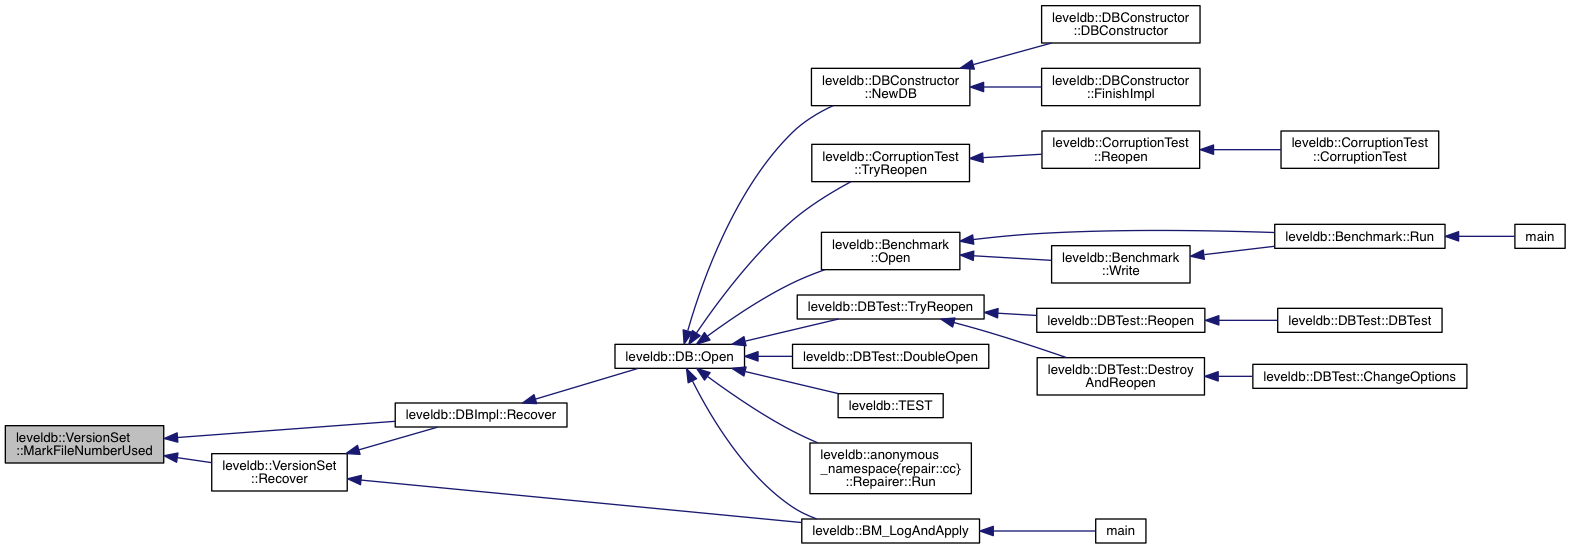 leveldb::DBConstructor
::DBConstructor
leveldb::DBConstructor
::NewDB
leveldb::DBConstructor
::FinishImpl
leveldb::CorruptionTest
::TryReopen
leveldb::CorruptionTest
::Reopen
leveldb::CorruptionTest
::CorruptionTest
leveldb::Benchmark
::Open
leveldb::Benchmark::Run
main
leveldb::Benchmark
::Write
leveldb::DBTest::TryReopen
leveldb::DBTest::Reopen
leveldb::DBTest::DBTest
leveldb::DB::Open
leveldb::DBTest::DoubleOpen
leveldb::DBTest::Destroy
AndReopen
leveldb::DBTest::ChangeOptions
leveldb::TEST
leveldb::DBImpl::Recover
leveldb::VersionSet
::MarkFileNumberUsed
leveldb::VersionSet
::Recover
leveldb::anonymous
_namespace{repair::cc}
::Repairer::Run
leveldb::BM_LogAndApply
main